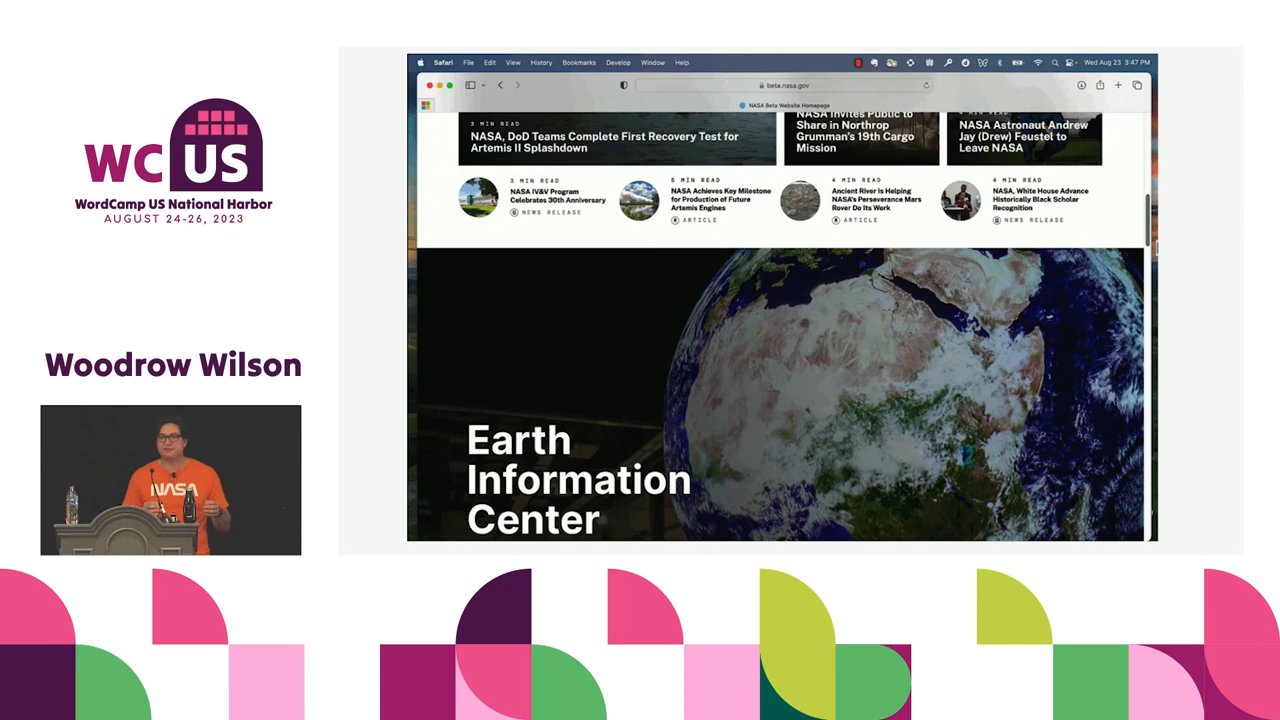 WC US
WordCamp US National Harbor
AUGUST 24-26, 2023
Woodrow Wilson
NASA
Safari File Edit View History Bookmarks Develop Window Help
Wed Aug 23 3:47 PM
beta.nasa.gov
NASA Beta Website Homepage
3 MIN READ
NASA, DoD Teams Complete First Recovery Test for
Artemis II Splashdown
NASA Invites Public to
Share in Northrop
Grumman's 19th Cargo
Mission
4 MIN READ
NASA Astronaut Andrew
Jay (Drew) Feustel to
Leave NASA
3 MIN READ
NASA IV&V Program
Celebrates 30th Anniversary
NEWS RELEASE
5 MIN READ
NASA Achieves Key Milestone
for Production of Future
Artemis Engines
ARTICLE
4 MIN READ
Ancient River Is Helping
NASA's Perseverance Mars
Rover Do Its Work
ARTICLE
4 MIN READ
NASA, White House Advance
Historically Black Scholar
Recognition
NEWS RELEASE
Earth
Information
Center